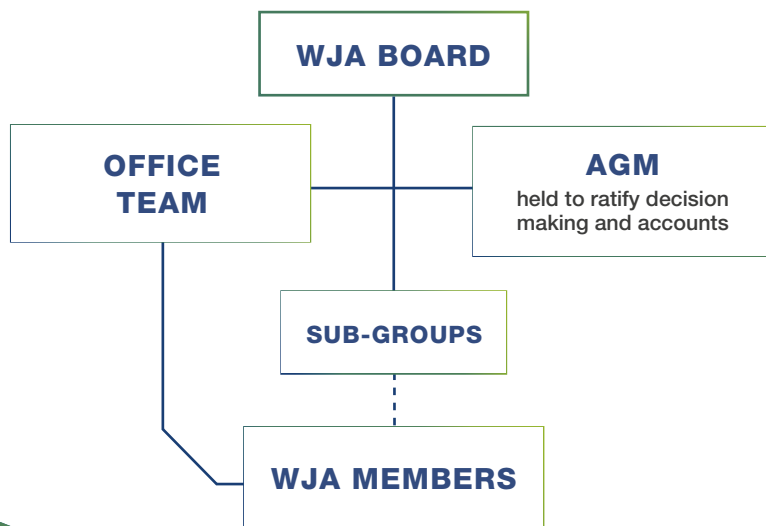 WJA BOARD
OFFICE
TEAM
AGM
held to ratify decision
making and accounts
SUB-GROUPS
WJA MEMBERS